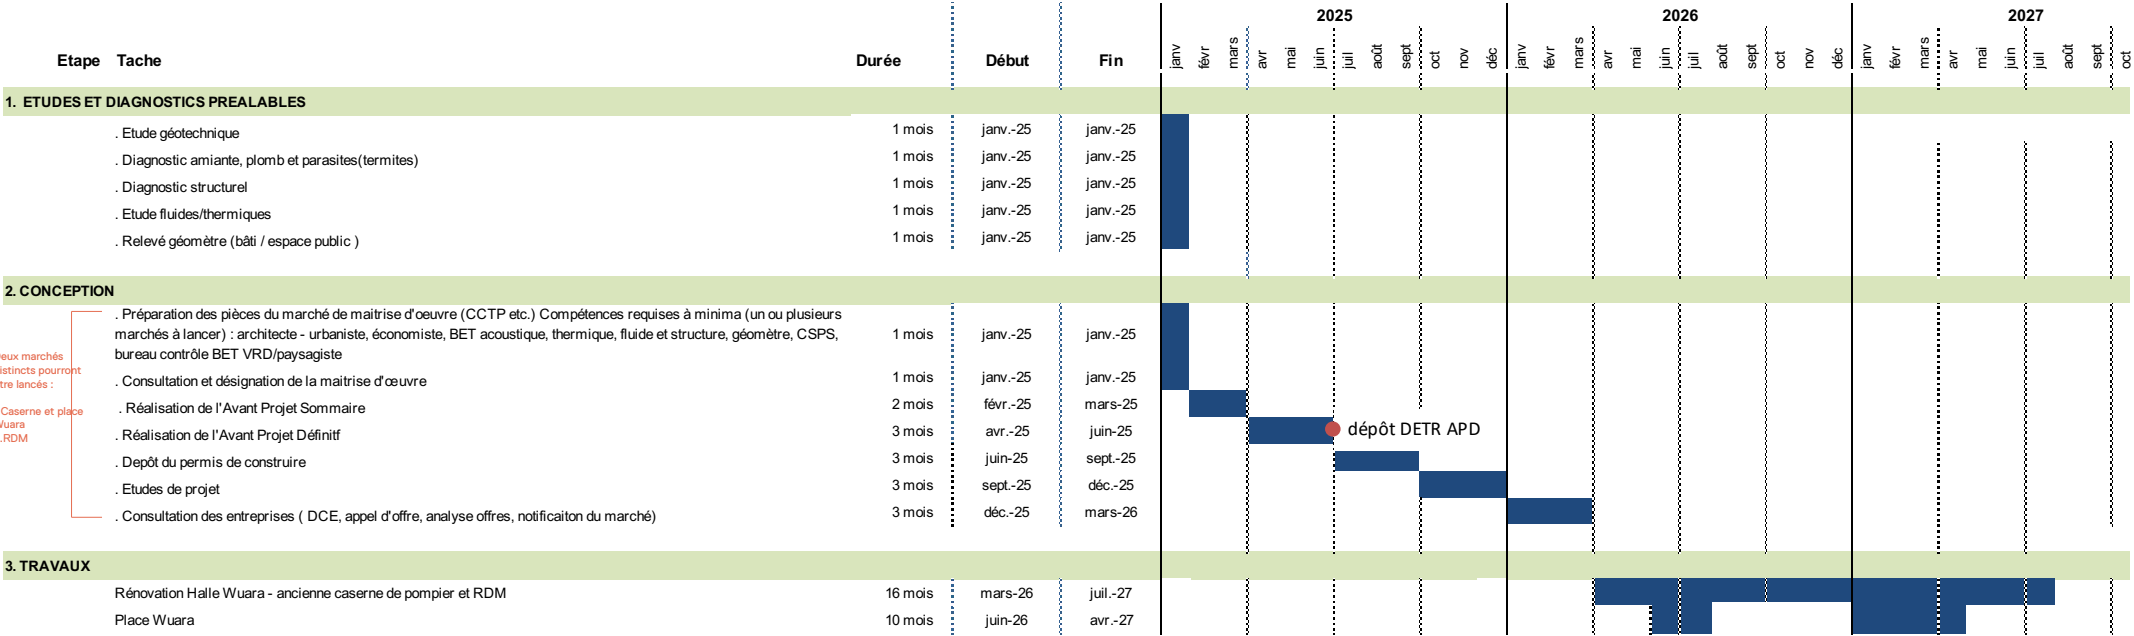 2025 2026 2027
Etape Tache Durée Début Fin janv févr mars avr mai juin juil août sept oct nov déc janv févr mars avr mai juin juil août sept oct nov déc janv févr mars avr mai juin juil août sept oct
1. ETUDES ET DIAGNOSTICS PREALABLES
. Etude géotechnique 1 mois janv.-25 janv.-25
. Diagnostic amiante, plomb et parasites(termites) 1 mois janv.-25 janv.-25
. Diagnostic structurel 1 mois janv.-25 janv.-25
. Etude fluides/thermiques 1 mois janv.-25 janv.-25
. Relevé géomètre (bâti / espace public ) 1 mois janv.-25 janv.-25
2. CONCEPTION
. Préparation des pièces du marché de maitrise d'oeuvre (CCTP etc.) Compétences requises à minima (un ou plusieurs
marchés à lancer) : architecte - urbaniste, économiste, BET acoustique, thermique, fluide et structure, géomètre, CSPS, 1 mois janv.-25 janv.-25
bureau contrôle BET VRD/paysagiste
eux marchés
istincts pourront
tre lancés :
Caserne et place
Wuara
.RDM
. Consultation et désignation de la maitrise d'œuvre 1 mois janv.-25 janv.-25
. Réalisation de l'Avant Projet Sommaire 2 mois févr.-25 mars-25
. Réalisation de l'Avant Projet Définitf 3 mois avr.-25 juin-25 dépôt DETR APD
. Depôt du permis de construire 3 mois juin-25 sept.-25
. Etudes de projet 3 mois sept.-25 déc.-25
. Consultation des entreprises ( DCE, appel d'offre, analyse offres, notificaiton du marché) 3 mois déc.-25 mars-26
3. TRAVAUX
Rénovation Halle Wuara - ancienne caserne de pompier et RDM 16 mois mars-26 juil.-27
Place Wuara 10 mois juin-26 avr.-27